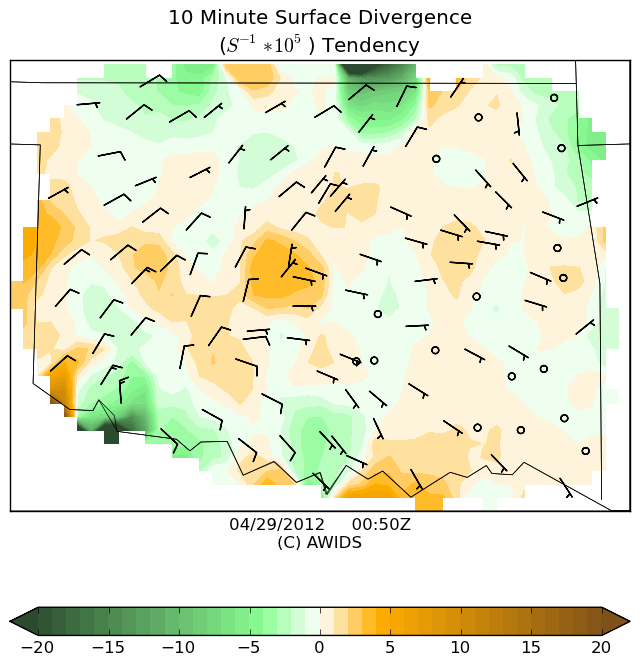 10 Minute Surface Divergence
(S⁻¹ *10⁵ ) Tendency
04/29/2012 00:50Z
(C) AWIDS
−20 −15 −10 −5 0 5 10 15 20